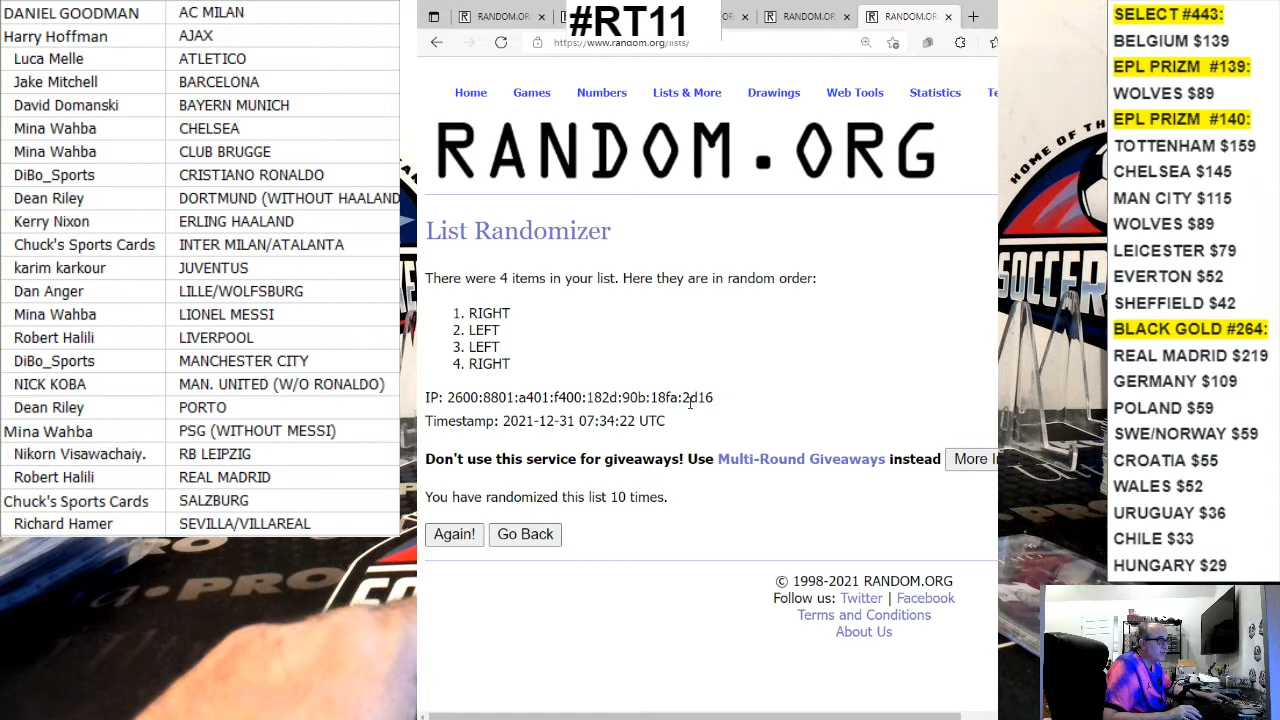 DANIEL GOODMAN AC MILAN
Harry Hoffman AJAX
Luca Melle ATLETICO
Jake Mitchell BARCELONA
David Domanski BAYERN MUNICH
Mina Wahba CHELSEA
Mina Wahba CLUB BRUGGE
DiBo_Sports CRISTIANO RONALDO
Dean Riley DORTMUND (WITHOUT HAALAND
Kerry Nixon ERLING HAALAND
Chuck's Sports Cards INTER MILAN/ATALANTA
karim karkour JUVENTUS
Dan Anger LILLE/WOLFSBURG
Mina Wahba LIONEL MESSI
Robert Halili LIVERPOOL
DiBo_Sports MANCHESTER CITY
NICK KOBA MAN. UNITED (W/O RONALDO)
Dean Riley PORTO
Mina Wahba PSG (WITHOUT MESSI)
Nikorn Visawachaiy. RB LEIPZIG
Robert Halili REAL MADRID
Chuck's Sports Cards SALZBURG
Richard Hamer SEVILLA/VILLAREAL
#RT11
RANDOM.OR
RANDOM.OR
RANDOM.OR
RANDOM.OR
https://www.random.org/lists/
Home Games Numbers Lists & More Drawings Web Tools Statistics Te
RANDOM.ORG
List Randomizer
There were 4 items in your list. Here they are in random order:
1. RIGHT
2. LEFT
3. LEFT
4. RIGHT
IP: 2600:8801:a401:f400:182d:90b:18fa:2d16
Timestamp: 2021-12-31 07:34:22 UTC
Don't use this service for giveaways! Use Multi-Round Giveaways instead More In
You have randomized this list 10 times.
Again! Go Back
© 1998-2021 RANDOM.ORG
Follow us: Twitter | Facebook
Terms and Conditions
About Us
HOME OF TH
SOCCER
SELECT #443:
BELGIUM $139
EPL PRIZM #139:
WOLVES $89
EPL PRIZM #140:
TOTTENHAM $159
CHELSEA $145
MAN CITY $115
WOLVES $89
LEICESTER $79
EVERTON $52
SHEFFIELD $42
BLACK GOLD #264:
REAL MADRID $219
GERMANY $109
POLAND $59
SWE/NORWAY $59
CROATIA $55
WALES $52
URUGUAY $36
CHILE $33
HUNGARY $29